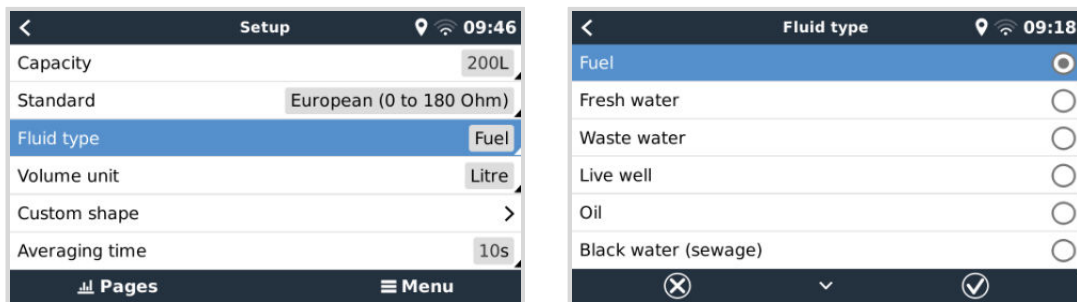 Setup 09:46
Capacity 200L
Standard European (0 to 180 Ohm)
Fluid type Fuel
Volume unit Litre
Custom shape
Averaging time 10s
Pages Menu
Fluid type 09:18
Fuel
Fresh water
Waste water
Live well
Oil
Black water (sewage)